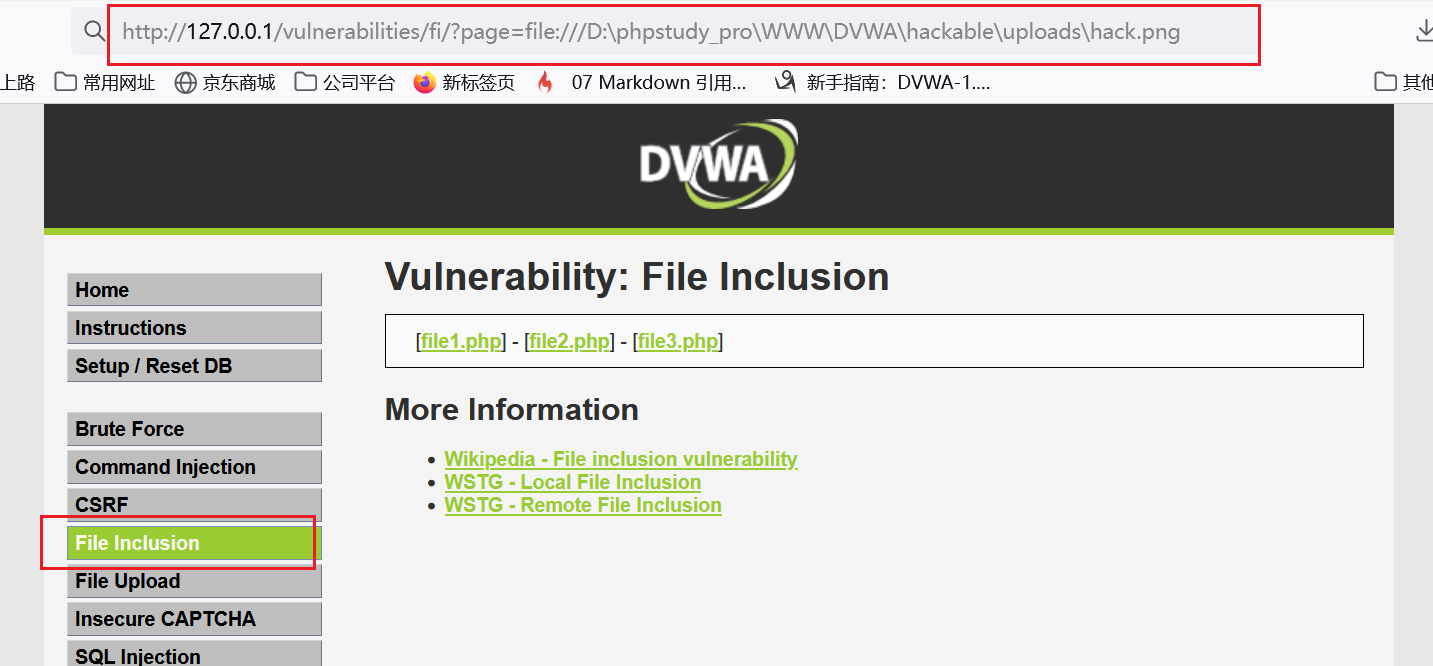 http://127.0.0.1/vulnerabilities/fi/?page=file:///D:\phpstudy_pro\WWW\DVWA\hackable\uploads\hack.png
上路 常用网址 京东商城 公司平台 新标签页 07 Markdown 引用... 新手指南：DVWA-1.... 其他
DVWA
Vulnerability: File Inclusion
[file1.php] - [file2.php] - [file3.php]
More Information
• Wikipedia - File inclusion vulnerability
• WSTG - Local File Inclusion
• WSTG - Remote File Inclusion
Home
Instructions
Setup / Reset DB
Brute Force
Command Injection
CSRF
File Inclusion
File Upload
Insecure CAPTCHA
SQL Injection